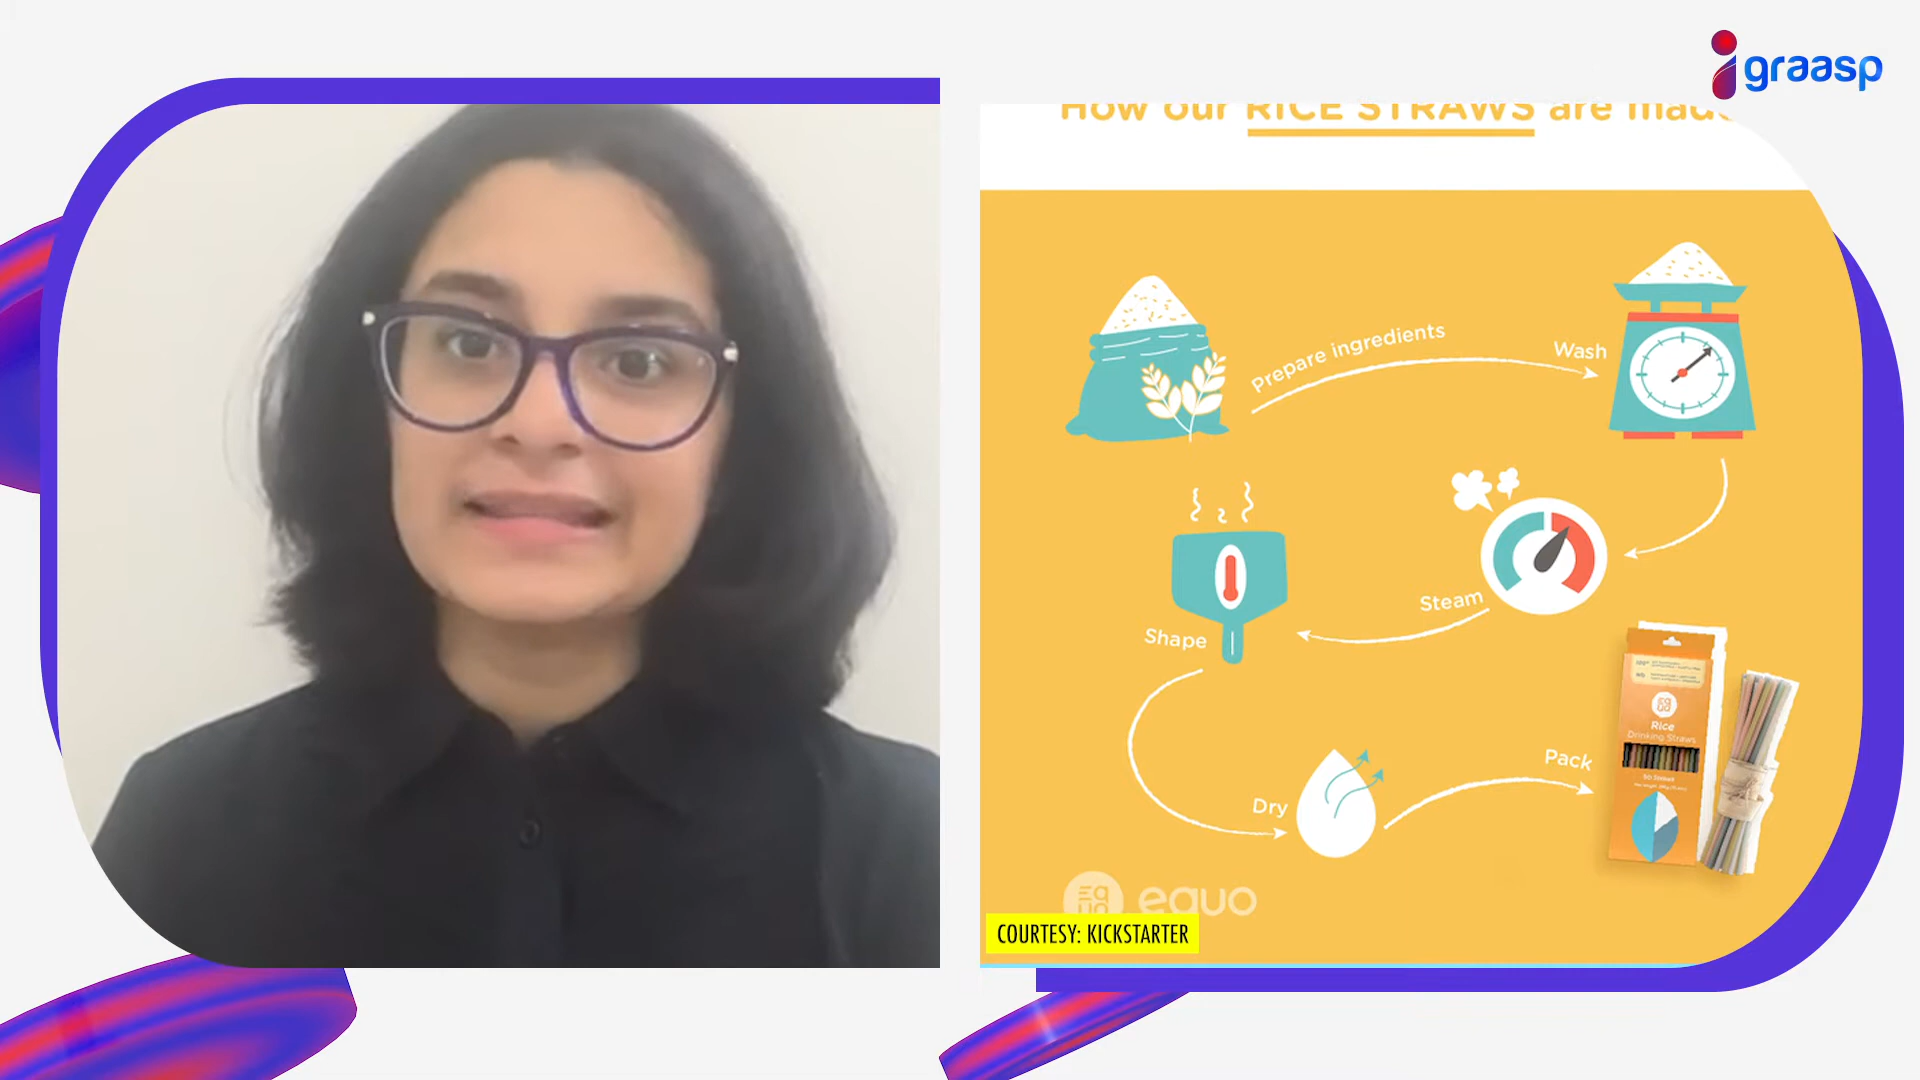 graasp
How our RICE STRAWS are made
Prepare ingredients
Wash
Steam
Shape
Dry
Pack
Rice
Drinking Straws
equo
COURTESY: KICKSTARTER